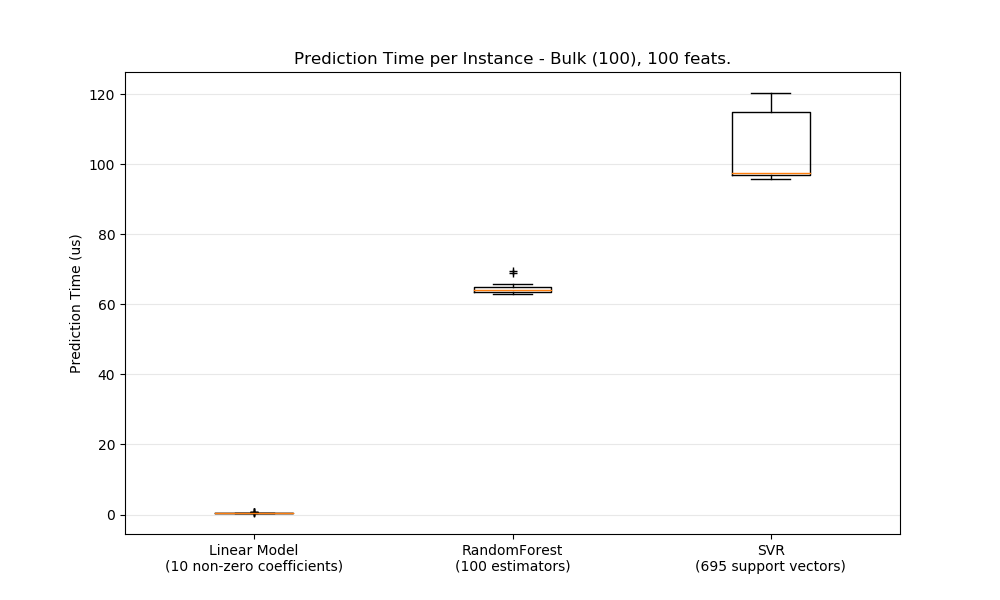 Prediction Time per Instance - Bulk (100), 100 feats.
Prediction Time (us)
120
100
80
60
40
20
0
Linear Model
(10 non-zero coefficients)
RandomForest
(100 estimators)
SVR
(695 support vectors)